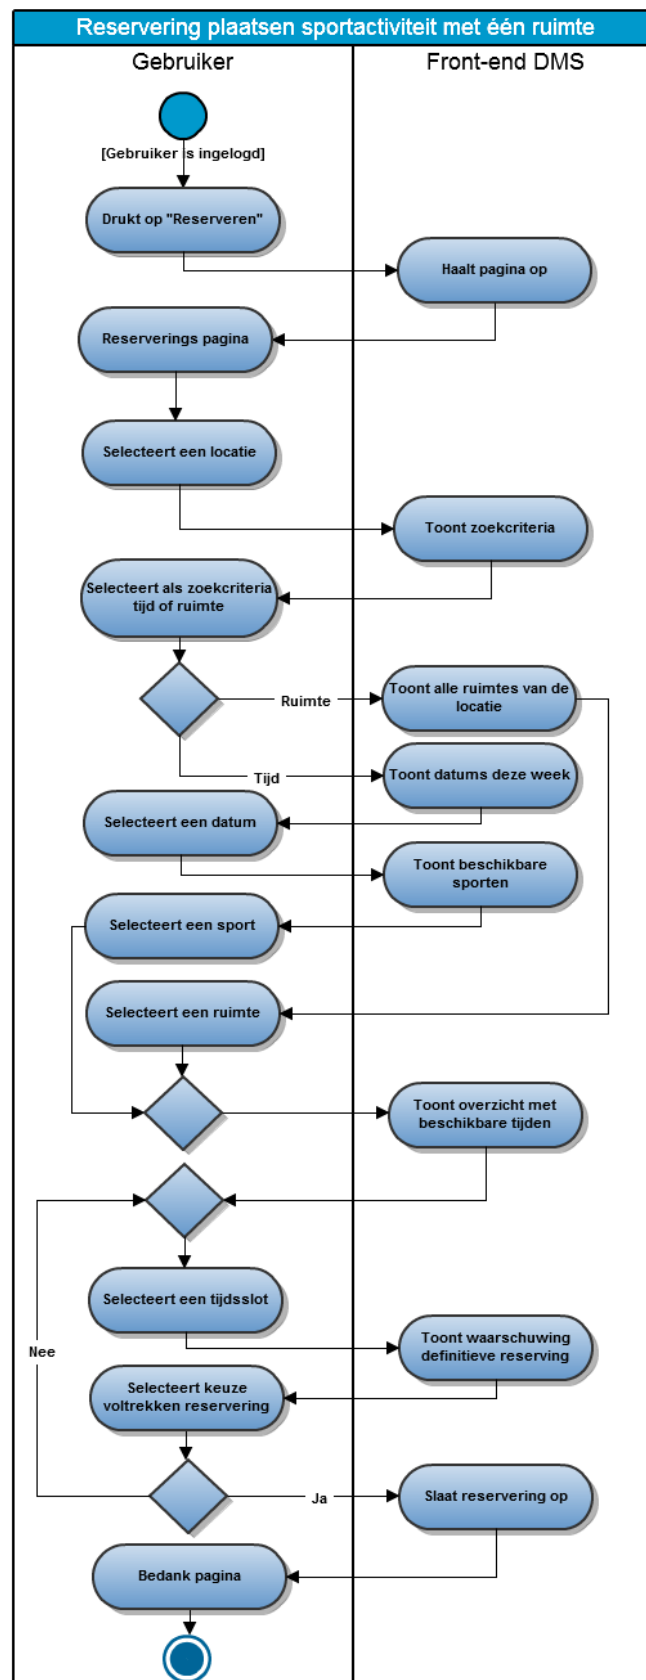 Reservering plaatsen sportactiviteit met één ruimte
Gebruiker
Front-end DMS
[Gebruiker is ingelogd]
Drukt op "Reserveren"
Haalt pagina op
Reserverings pagina
Selecteert een locatie
Toont zoekcriteria
Selecteert als zoekcriteria
tijd of ruimte
Ruimte
Toont alle ruimtes van de
locatie
Tijd
Toont datums deze week
Selecteert een datum
Toont beschikbare
sporten
Selecteert een sport
Selecteert een ruimte
Toont overzicht met
beschikbare tijden
Selecteert een tijdsslot
Toont waarschuwing
definitieve reserving
Nee
Selecteert keuze
voltrekken reservering
Ja
Slaat reservering op
Bedank pagina